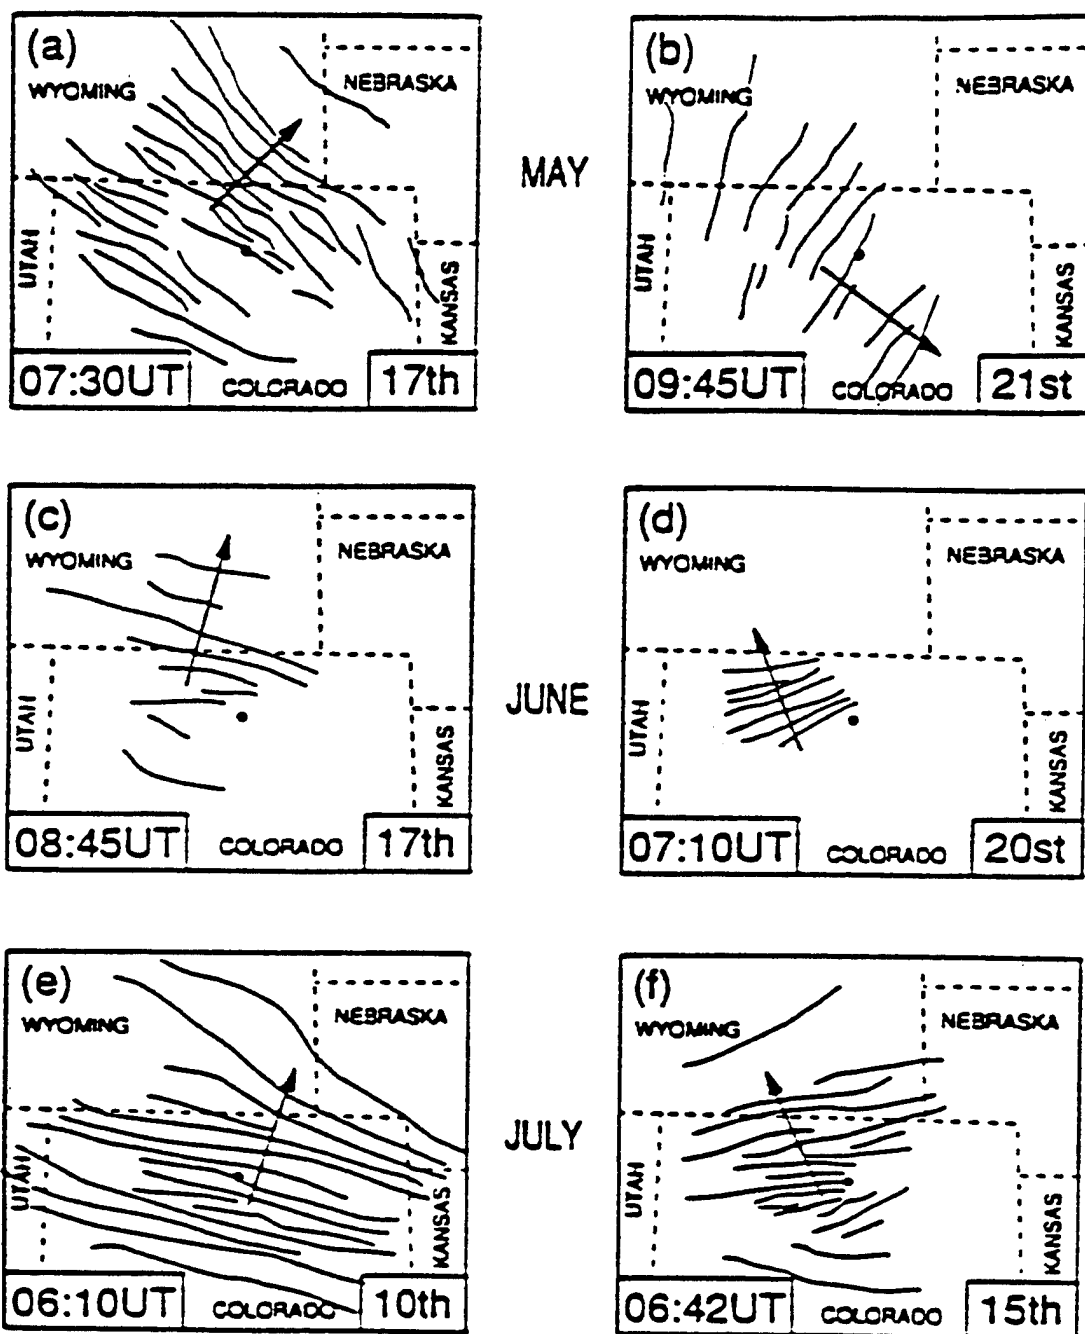 (a)
WYOMING
NEBRASKA
UTAH
KANSAS
07:30UT
COLORADO
17th
MAY
(b)
WYOMING
NEBRASKA
UTAH
KANSAS
09:45UT
COLORADO
21st
(c)
WYOMING
NEBRASKA
UTAH
KANSAS
08:45UT
COLORADO
17th
JUNE
(d)
WYOMING
NEBRASKA
UTAH
KANSAS
07:10UT
COLORADO
20st
(e)
WYOMING
NEBRASKA
UTAH
KANSAS
06:10UT
COLORADO
10th
JULY
(f)
WYOMING
NEBRASKA
UTAH
KANSAS
06:42UT
COLORADO
15th